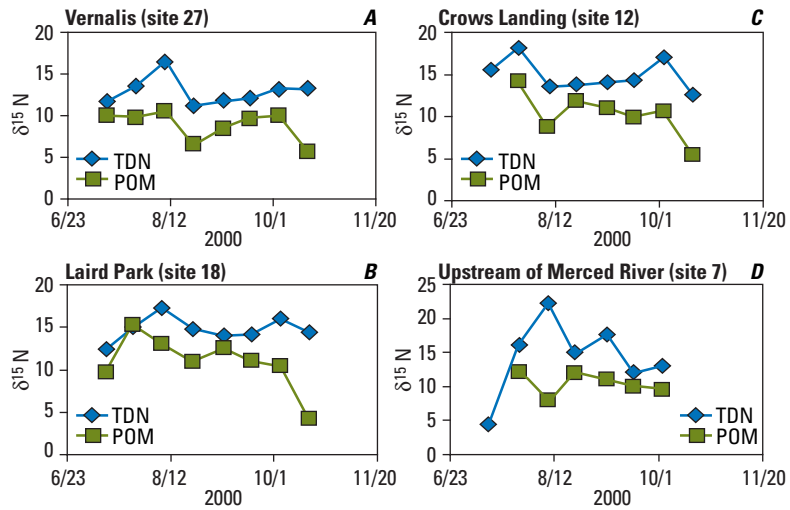 Vernalis (site 27) A
20
15
10
5
0
δ15 N
TDN
POM
6/23 8/12 10/1 11/20
2000
Crows Landing (site 12) C
20
15
10
5
0
δ15 N
TDN
POM
6/23 8/12 10/1 11/20
2000
Laird Park (site 18) B
20
15
10
5
0
δ15 N
TDN
POM
6/23 8/12 10/1 11/20
2000
Upstream of Merced River (site 7) D
25
20
15
10
5
0
δ15 N
TDN
POM
6/23 8/12 10/1 11/20
2000